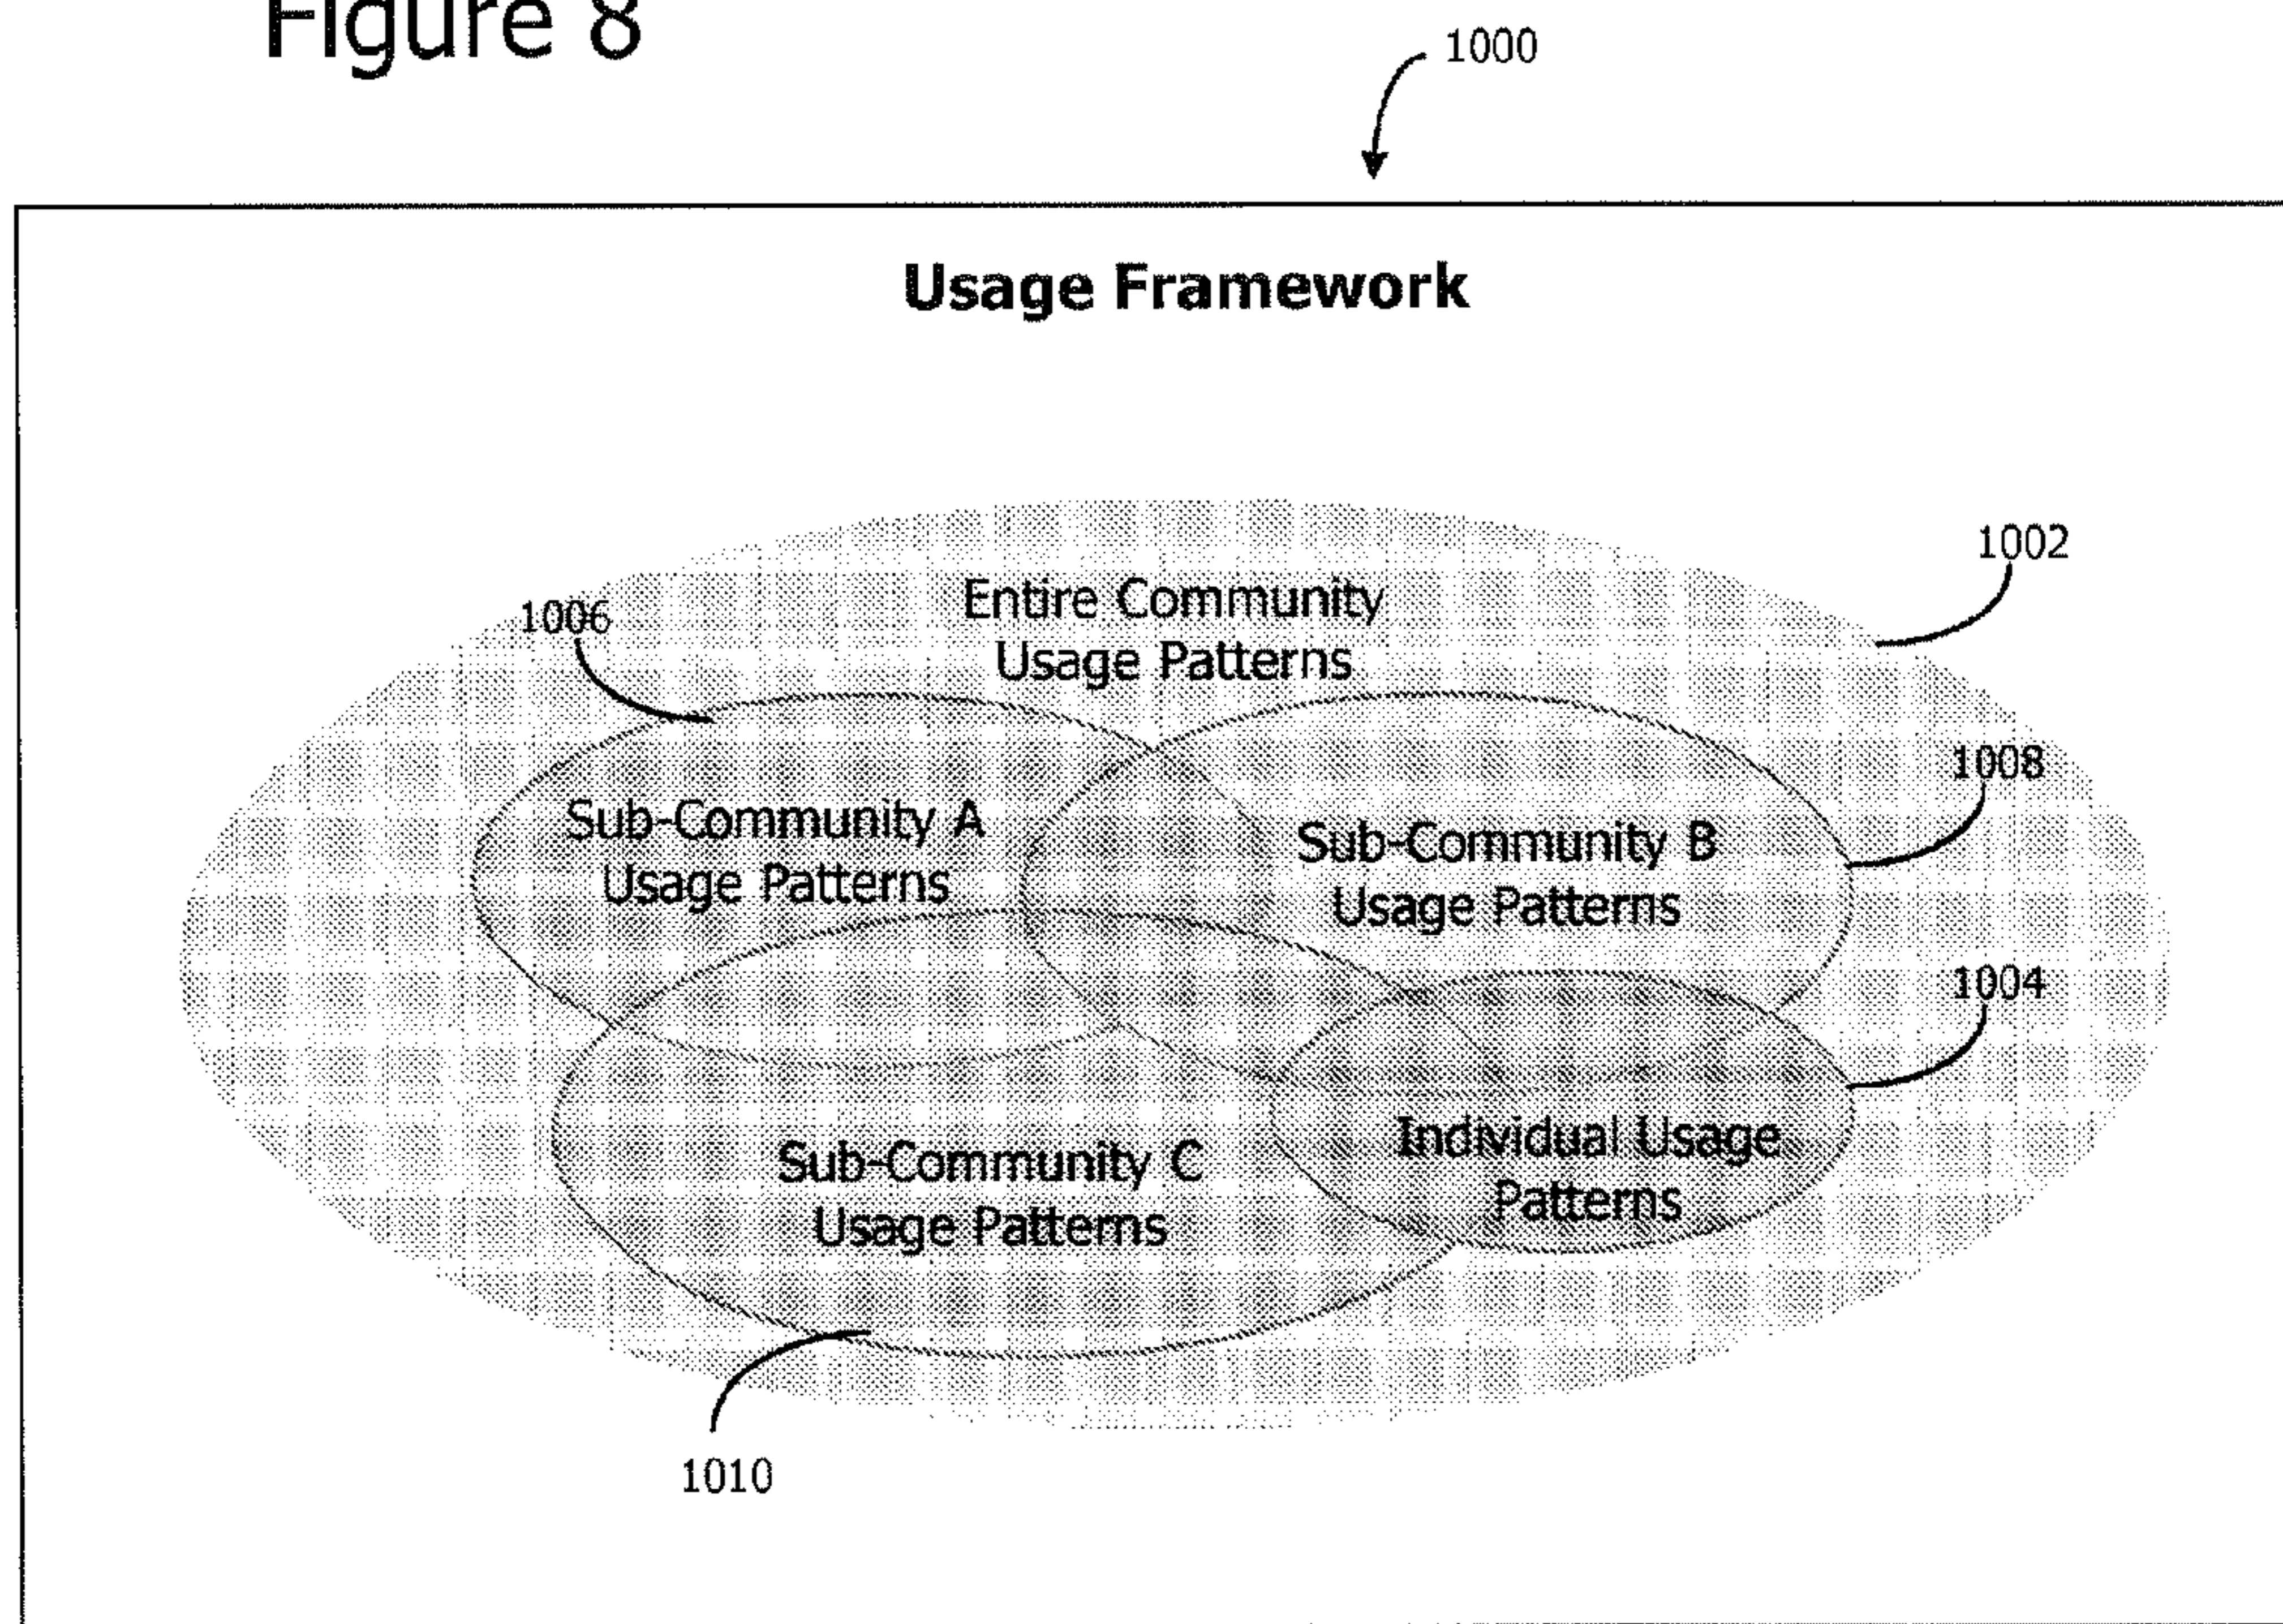 Figure 8
1000
Usage Framework
1002
Entire Community
Usage Patterns
1006
1008
Sub-Community A
Usage Patterns
Sub-Community B
Usage Patterns
1004
Individual Usage
Patterns
Sub-Community C
Usage Patterns
1010